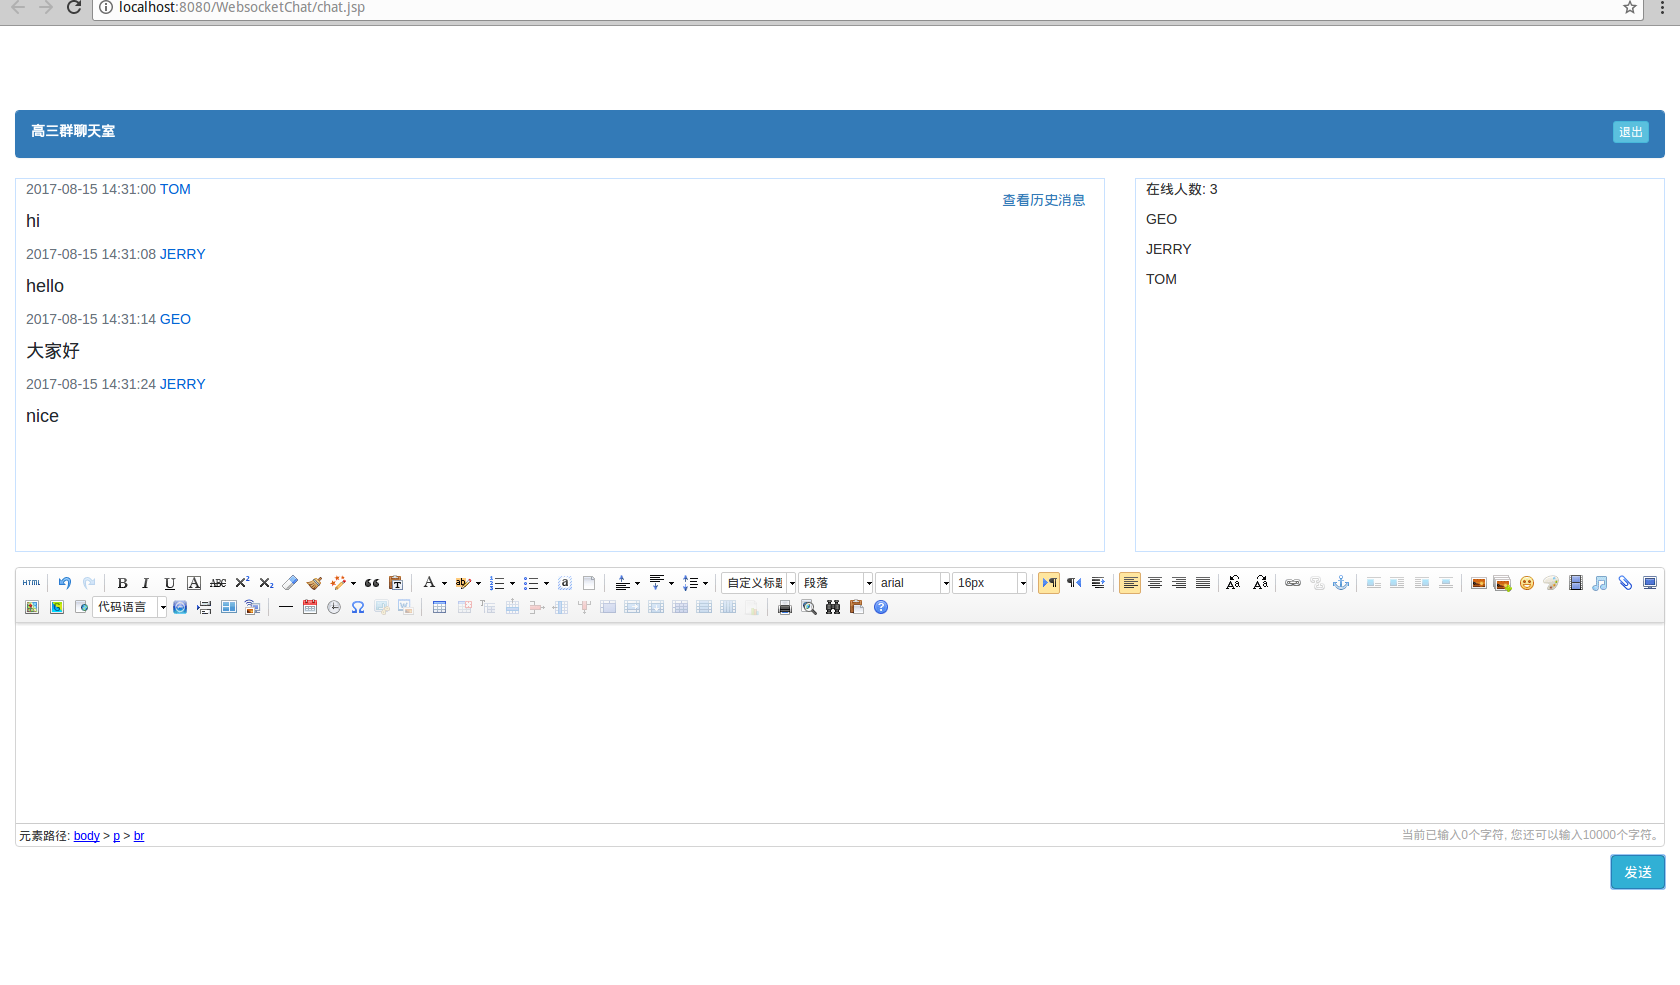 localhost:8080/WebsocketChat/chat.jsp
高三群聊天室
退出
2017-08-15 14:31:00 TOM
查看历史消息
hi
2017-08-15 14:31:08 JERRY
hello
2017-08-15 14:31:14 GEO
大家好
2017-08-15 14:31:24 JERRY
nice
在线人数: 3
GEO
JERRY
TOM
HTML B I U A ABC X² X₂ A ab a 自定义标题 段落 arial 16px
代码语言
元素路径: body > p > br
当前已输入0个字符, 您还可以输入10000个字符。
发送